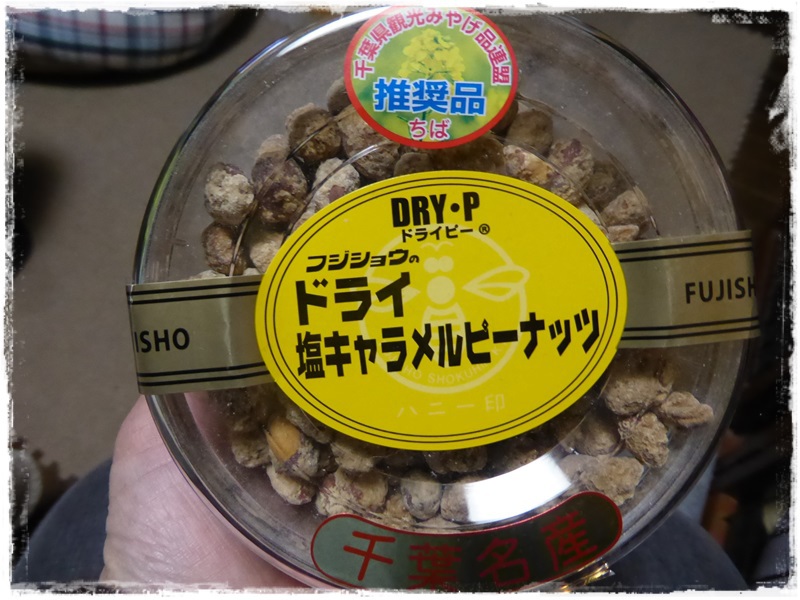 千葉県観光みやげ品連盟
推奨品
ちば
DRY・P
ドライピー®
フジショウの
ドライ
塩キャラメルピーナッツ
ハニー印
ISHO
FUJISH
千葉名産